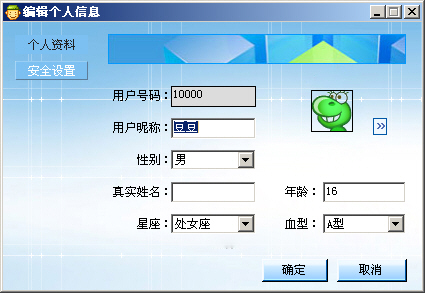 编辑个人信息
个人资料
安全设置
用户号码： 10000
用户昵称： 豆豆
性别： 男
真实姓名： 年龄： 16
星座： 处女座 血型： A型
确定 取消